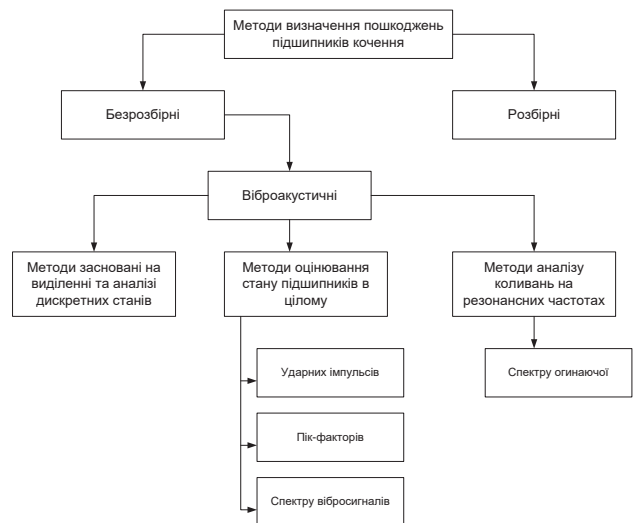 Методи визначення пошкоджень
підшипників кочення
Безрозбірні
Розбірні
Віброакустичні
Методи засновані на
виділенні та аналізі
дискретних станів
Методи оцінювання
стану підшипників в
цілому
Методи аналізу
коливань на
резонансних частотах
Ударних імпульсів
Спектру огинаючої
Пік-факторів
Спектру вібросигналів